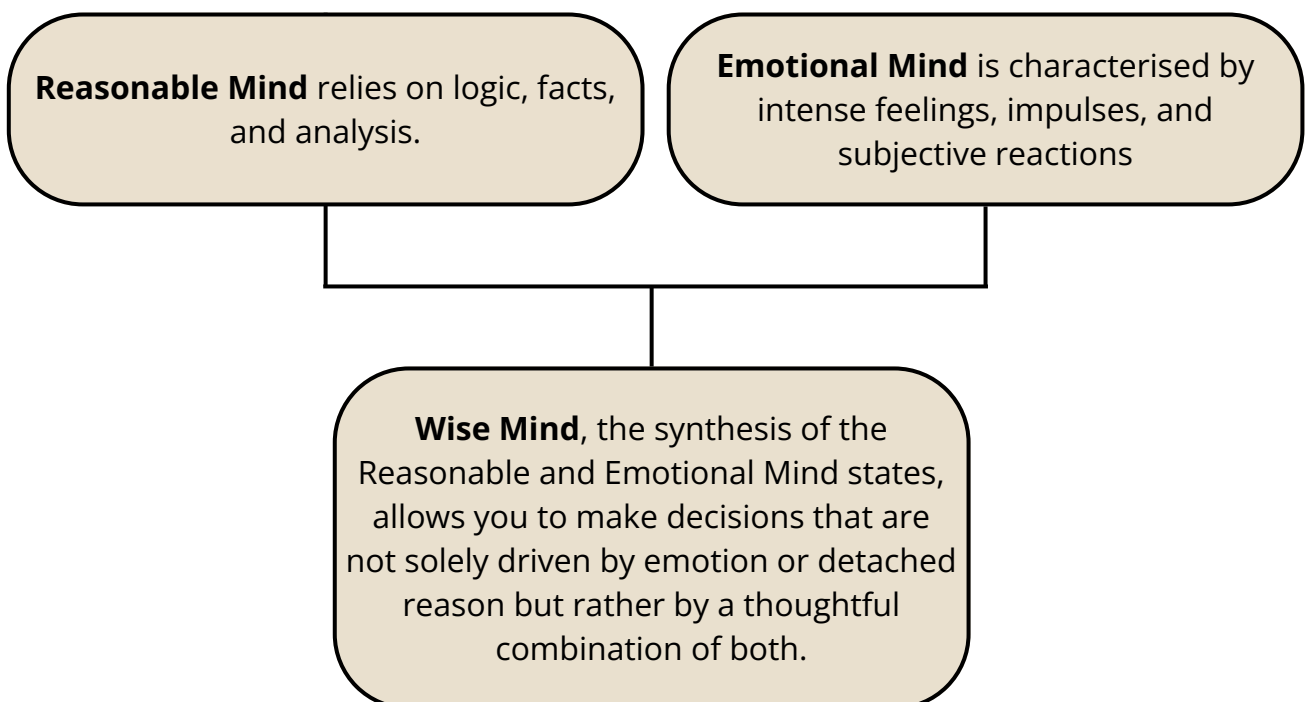 Reasonable Mind relies on logic, facts,
and analysis.
Emotional Mind is characterised by
intense feelings, impulses, and
subjective reactions
Wise Mind, the synthesis of the
Reasonable and Emotional Mind states,
allows you to make decisions that are
not solely driven by emotion or detached
reason but rather by a thoughtful
combination of both.